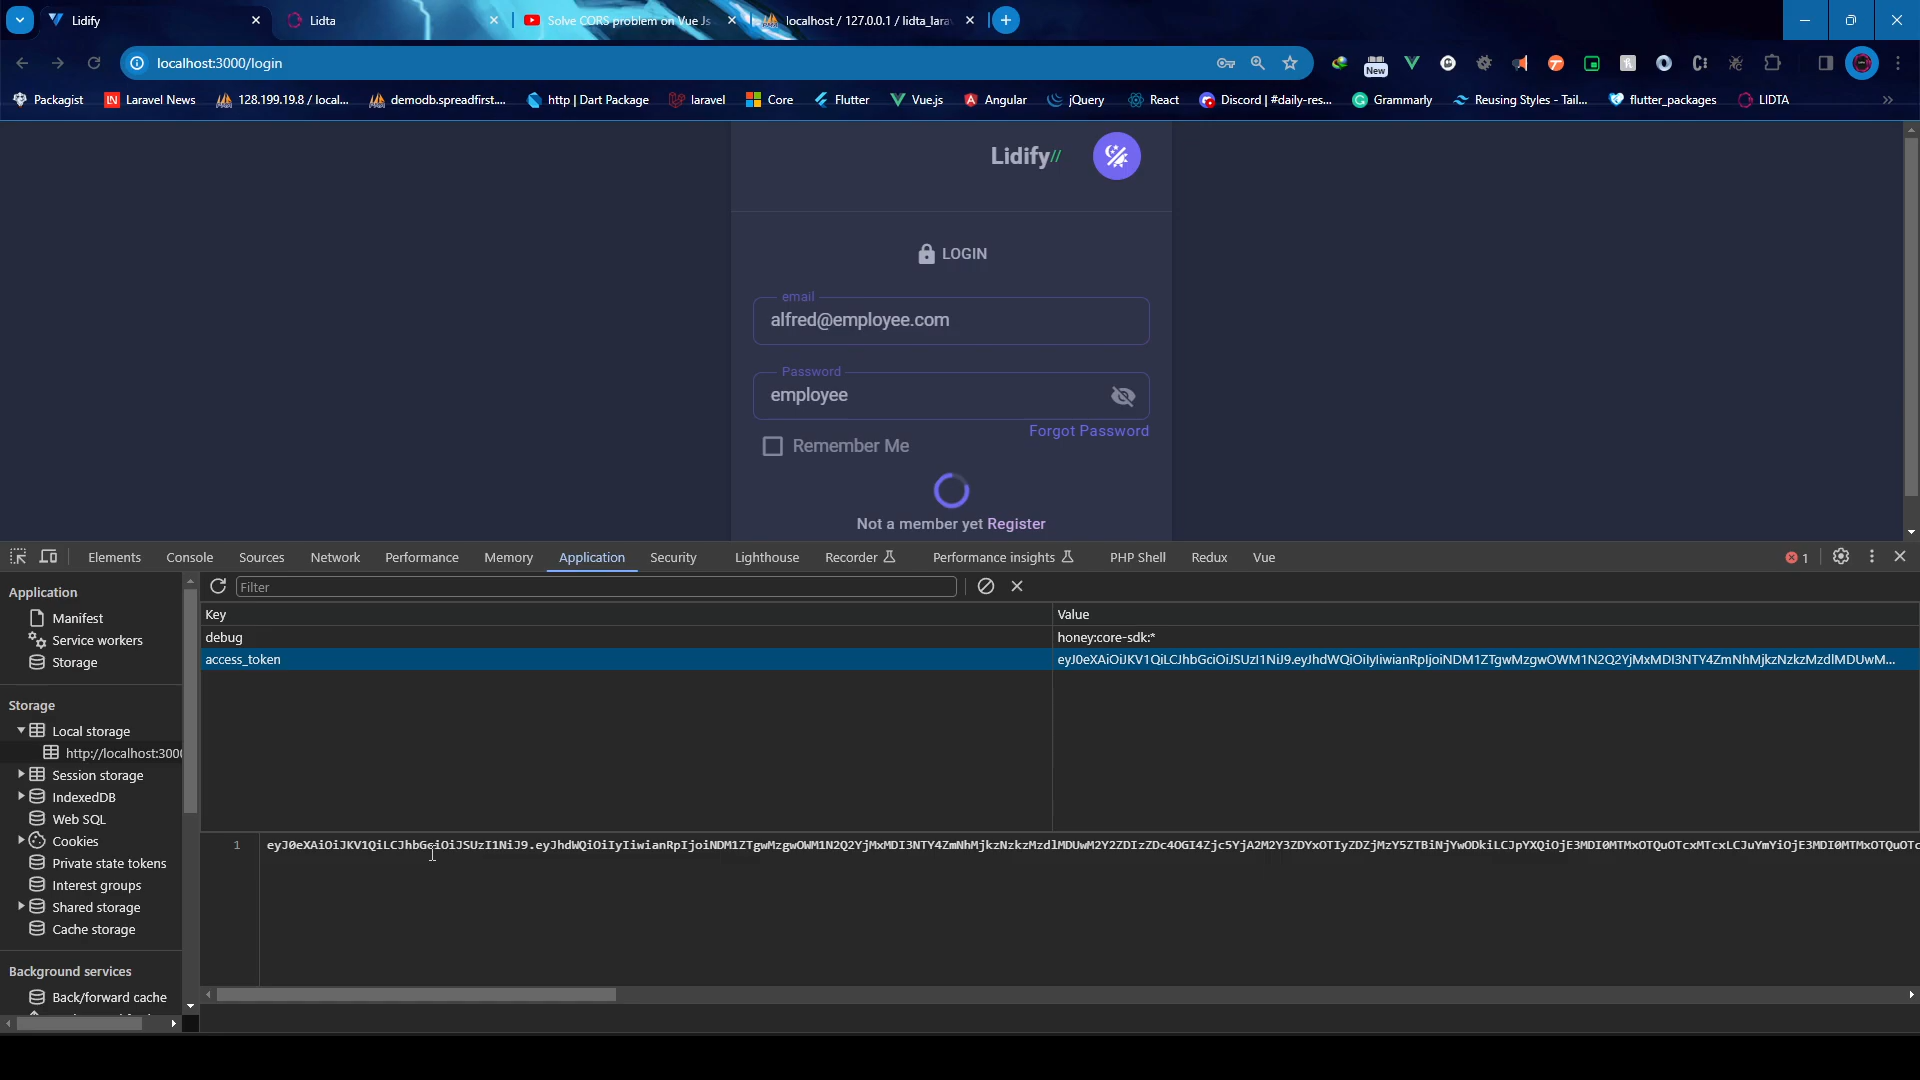 Lidify
Lidta
Solve CORS problem on Vue Js
localhost / 127.0.0.1 / lidta_lara
localhost:3000/login
New
Packagist
Laravel News
128.199.19.8 / local...
demodb.spreadfirst....
http | Dart Package
laravel
Core
Flutter
Vue.js
Angular
jQuery
React
Discord | #daily-res...
Grammarly
Reusing Styles - Tail...
flutter_packages
LIDTA
Lidify//
LOGIN
email
alfred@employee.com
Password
employee
Forgot Password
Remember Me
Not a member yet Register
Elements
Console
Sources
Network
Performance
Memory
Application
Security
Lighthouse
Recorder
Performance insights
PHP Shell
Redux
Vue
1
Application
Manifest
Service workers
Storage
Storage
Local storage
http://localhost:3000
Session storage
IndexedDB
Web SQL
Cookies
Private state tokens
Interest groups
Shared storage
Cache storage
Background services
Back/forward cache
Filter
Key
Value
debug
honey:core-sdk:*
access_token
1